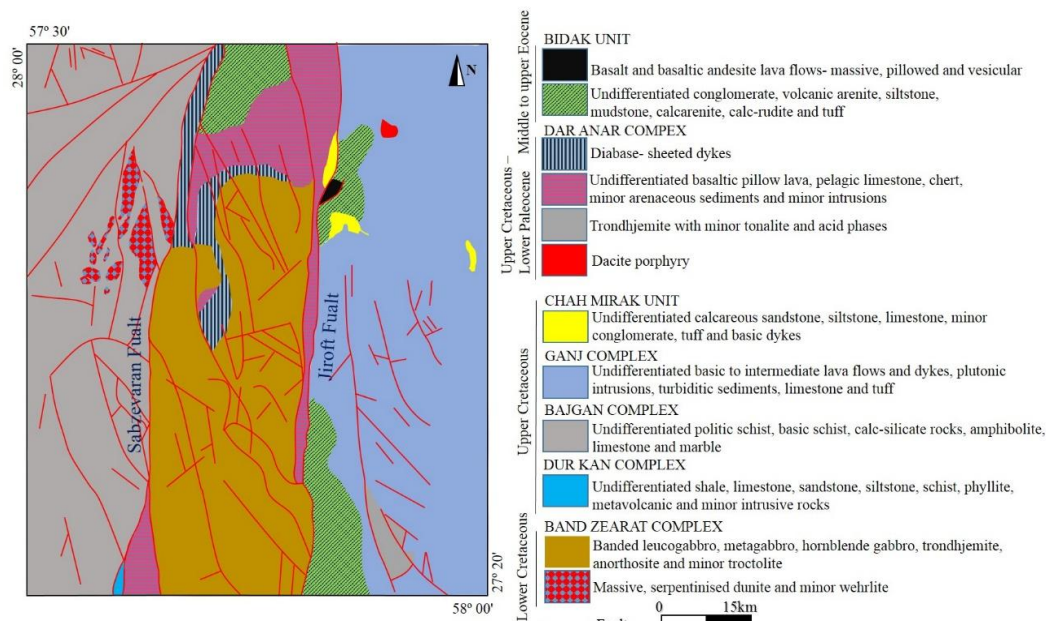 57° 30'
28° 00'
N
Sabzevaran Fualt
Jiroft Fualt
27° 20'
58° 00'
Middle to upper Eocene
BIDAK UNIT
Basalt and basaltic andesite lava flows- massive, pillowed and vesicular
Undifferentiated conglomerate, volcanic arenite, siltstone,
mudstone, calcarenite, calc-rudite and tuff
Upper Cretaceous –
Lower Paleocene
DAR ANAR COMPEX
Diabase- sheeted dykes
Undifferentiated basaltic pillow lava, pelagic limestone, chert,
minor arenaceous sediments and minor intrusions
Trondhjemite with minor tonalite and acid phases
Dacite porphyry
Upper Cretaceous
CHAH MIRAK UNIT
Undifferentiated calcareous sandstone, siltstone, limestone, minor
conglomerate, tuff and basic dykes
GANJ COMPLEX
Undifferentiated basic to intermediate lava flows and dykes, plutonic
intrusions, turbiditic sediments, limestone and tuff
BAJGAN COMPLEX
Undifferentiated politic schist, basic schist, calc-silicate rocks, amphibolite,
limestone and marble
DUR KAN COMPLEX
Undifferentiated shale, limestone, sandstone, siltstone, schist, phyllite,
metavolcanic and minor intrusive rocks
Lower Cretaceous
BAND ZEARAT COMPLEX
Banded leucogabbro, metagabbro, hornblende gabbro, trondhjemite,
anorthosite and minor troctolite
Massive, serpentinised dunite and minor wehrlite
0 15km